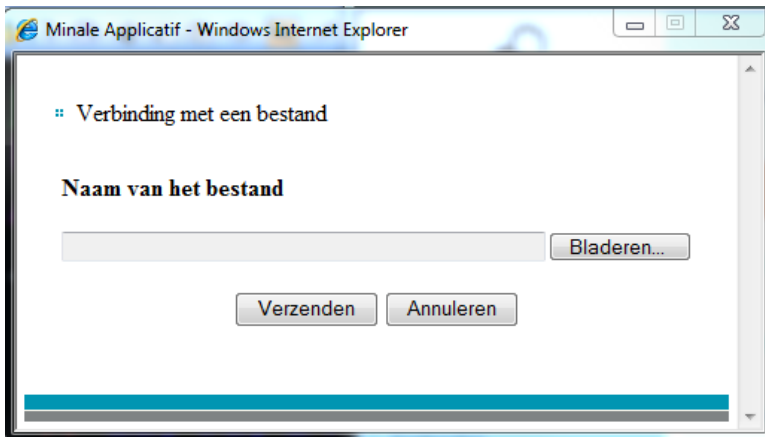 Minale Applicatif - Windows Internet Explorer
Verbinding met een bestand
Naam van het bestand
Bladeren...
Verzenden Annuleren